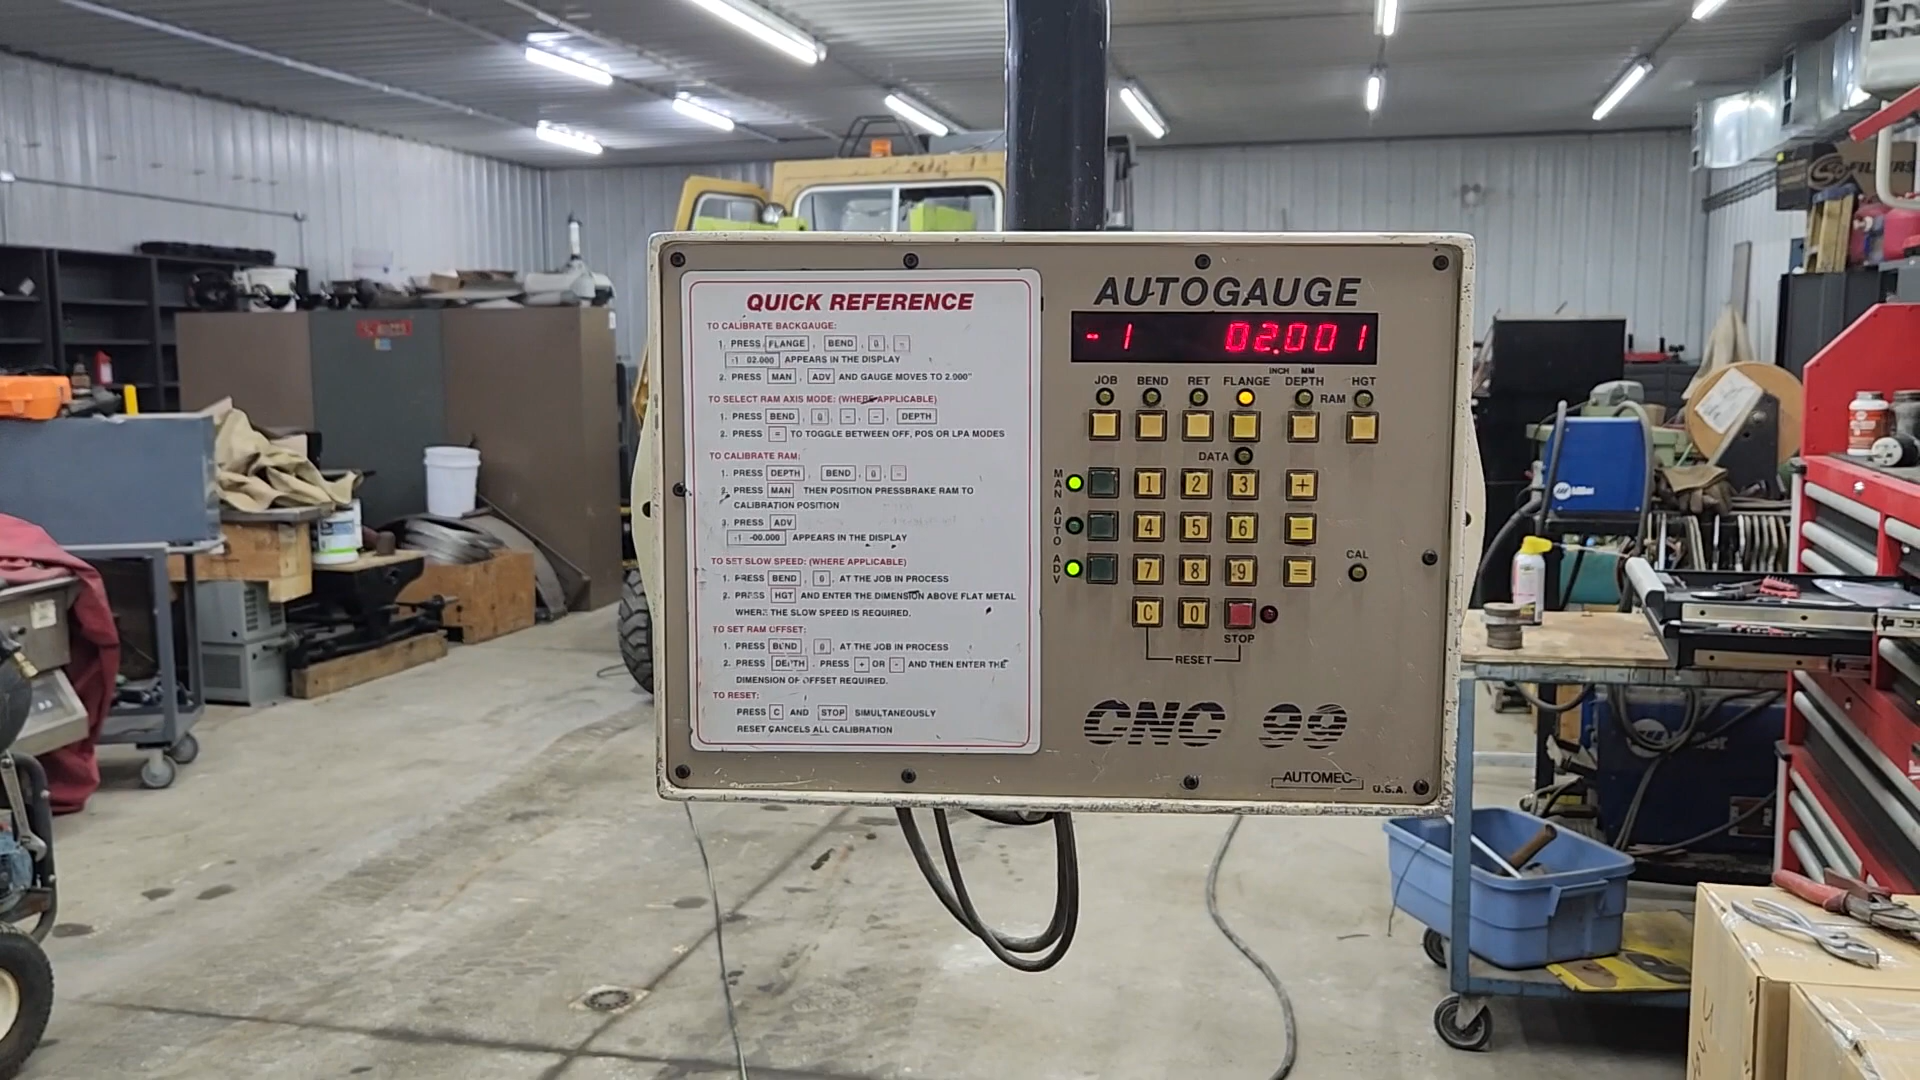 QUICK REFERENCE
TO CALIBRATE BACKGAUGE:
1. PRESS FLANGE , BEND , 0 , –
-1 02.000 APPEARS IN THE DISPLAY
2. PRESS MAN , ADV AND GAUGE MOVES TO 2.000"
TO SELECT RAM AXIS MODE: (WHERE APPLICABLE)
1. PRESS BEND , 0 , – , – , DEPTH
2. PRESS = TO TOGGLE BETWEEN OFF, POS OR LPA MODES
TO CALIBRATE RAM:
1. PRESS DEPTH , BEND , 0 , –
2. PRESS MAN THEN POSITION PRESSBRAKE RAM TO
CALIBRATION POSITION
3. PRESS ADV
-1 -00.000 APPEARS IN THE DISPLAY
TO SET SLOW SPEED: (WHERE APPLICABLE)
1. PRESS BEND , 0 , AT THE JOB IN PROCESS
2. PRESS HGT AND ENTER THE DIMENSION ABOVE FLAT METAL
WHERE THE SLOW SPEED IS REQUIRED.
TO SET RAM OFFSET:
1. PRESS BEND , 0 , AT THE JOB IN PROCESS
2. PRESS DEPTH . PRESS + OR - AND THEN ENTER THE
DIMENSION OF OFFSET REQUIRED.
TO RESET:
PRESS C AND STOP SIMULTANEOUSLY
RESET CANCELS ALL CALIBRATION
AUTOGAUGE
-1 02.001
INCH MM
JOB BEND RET FLANGE DEPTH HGT
RAM
DATA
MAN 1 2 3 +
AUTO 4 5 6 –
ADV 7 8 9 =
CAL
C 0
STOP
RESET
CNC 99
AUTOMEC
U.S.A.
Miller